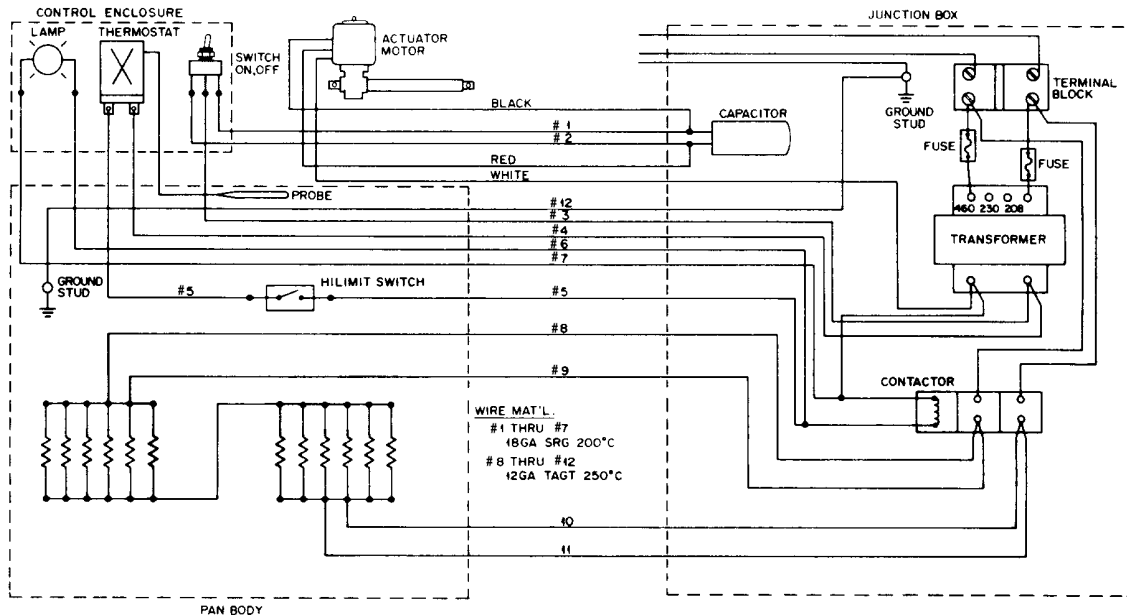 CONTROL ENCLOSURE
LAMP
THERMOSTAT
SWITCH
ON,OFF
ACTUATOR
MOTOR
JUNCTION BOX
TERMINAL
BLOCK
GROUND
STUD
BLACK
CAPACITOR
#1
#2
FUSE
FUSE
RED
WHITE
PROBE
#12
#3
460 230 208
#4
TRANSFORMER
#6
#7
GROUND
STUD
HILIMIT SWITCH
#5
#5
#8
#9
CONTACTOR
WIRE MAT'L.
#1 THRU #7
18GA SRG 200°C
#8 THRU #12
12GA TAGT 250°C
10
11
PAN BODY